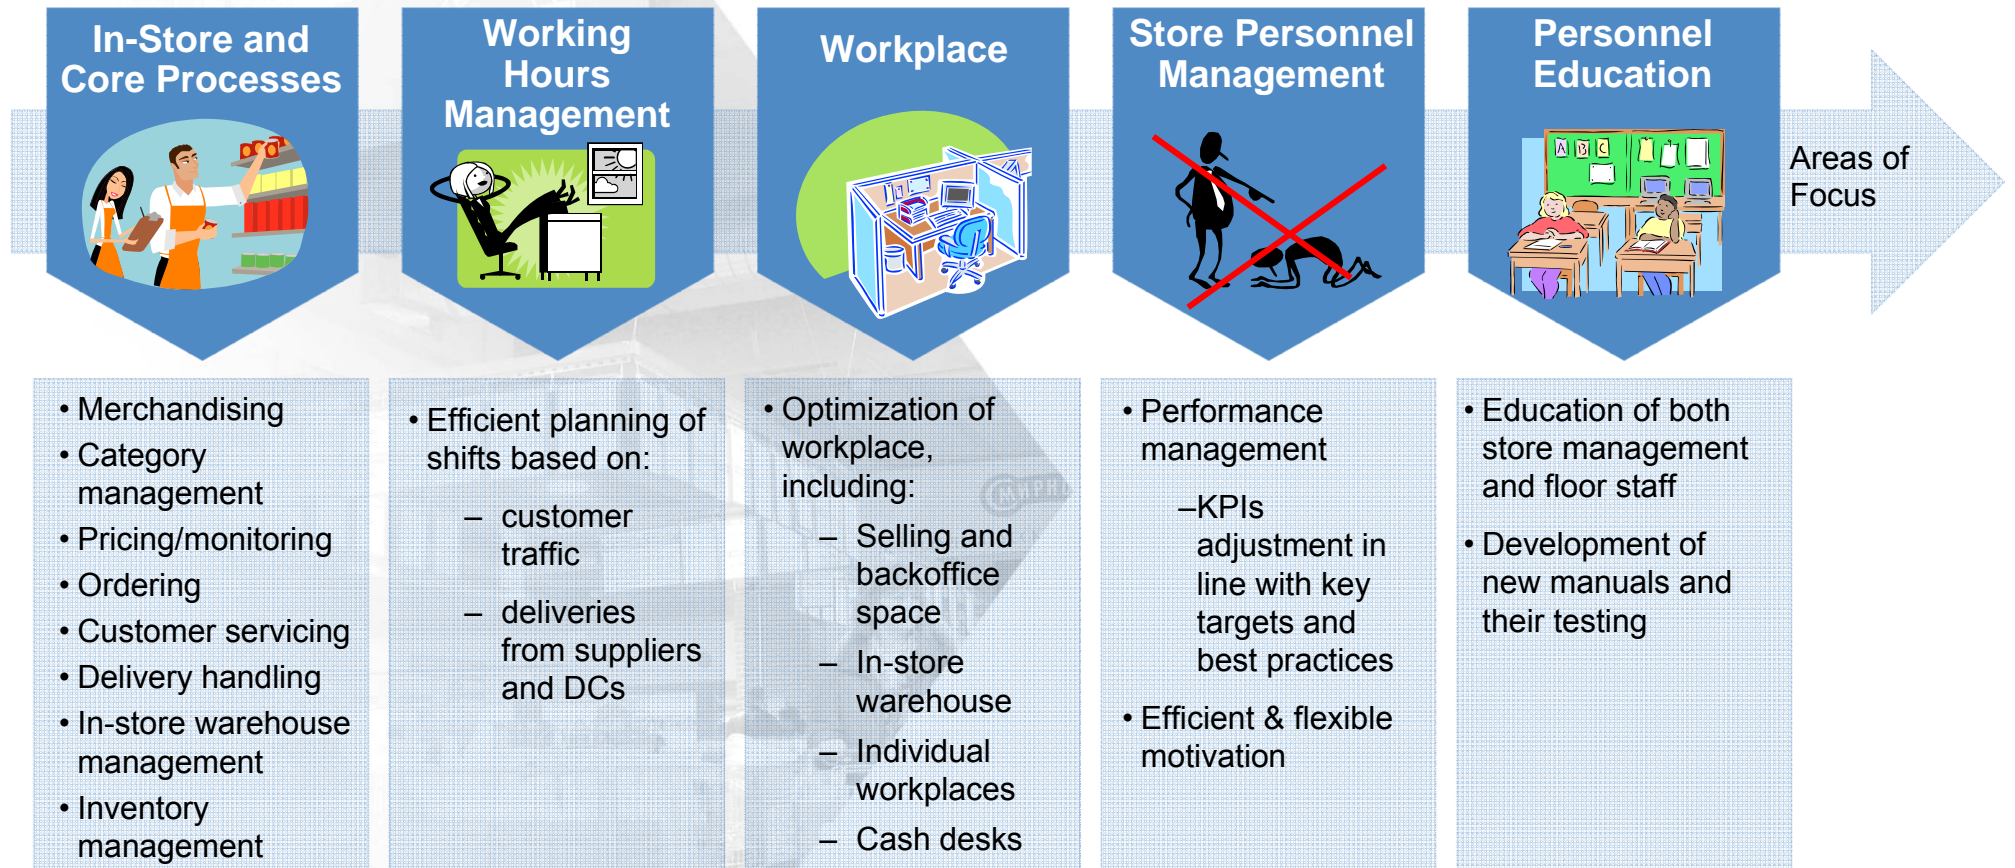 In-Store and
Core Processes
Working
Hours
Management
Workplace
Store Personnel
Management
Personnel
Education
A B C
Areas of
Focus
• Merchandising
• Category
management
• Pricing/monitoring
• Ordering
• Customer servicing
• Delivery handling
• In-store warehouse
management
• Inventory
management
• Efficient planning of
shifts based on:
– customer
traffic
– deliveries
from suppliers
and DCs
• Optimization of
workplace,
including:
– Selling and
backoffice
space
– In-store
warehouse
– Individual
workplaces
– Cash desks
• Performance
management
–KPIs
adjustment in
line with key
targets and
best practices
• Efficient & flexible
motivation
• Education of both
store management
and floor staff
• Development of
new manuals and
their testing